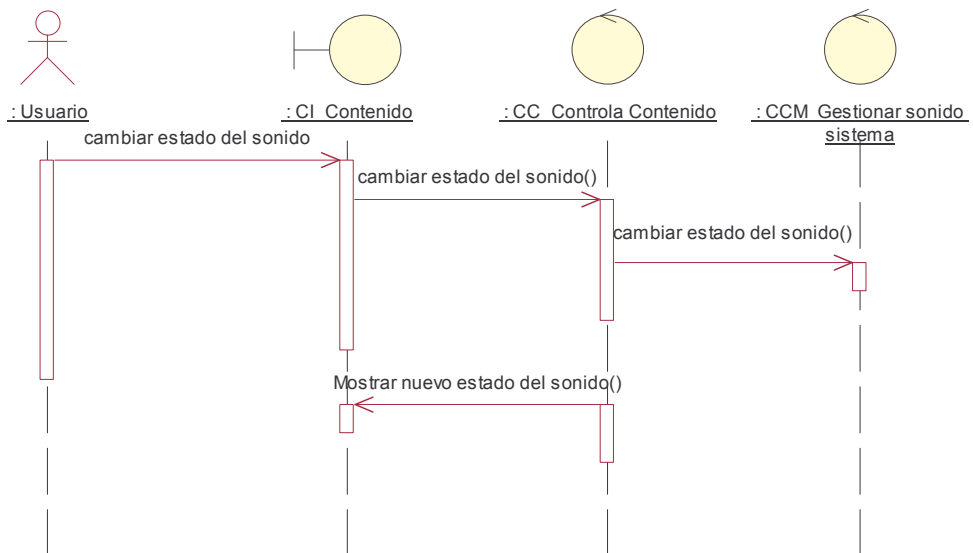 : Usuario
: CI_Contenido
: CC_Controla Contenido
: CCM_Gestionar sonido
sistema
cambiar estado del sonido
cambiar estado del sonido()
cambiar estado del sonido()
Mostrar nuevo estado del sonido()